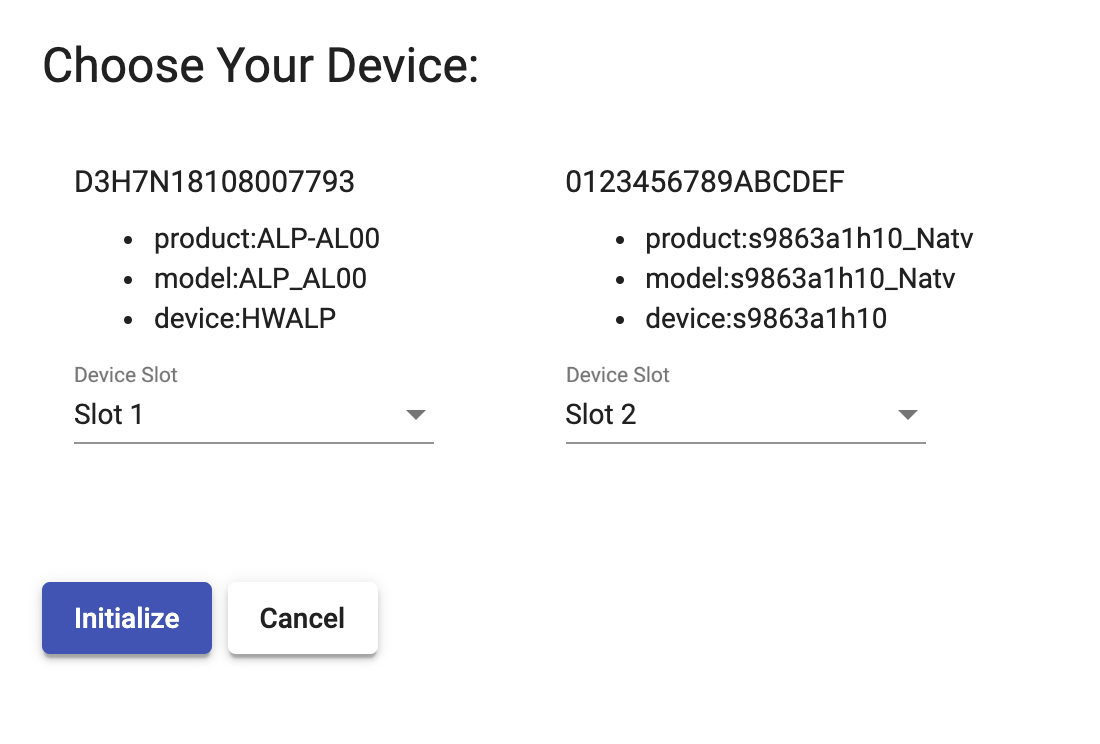 Choose Your Device:
D3H7N18108007793
• product:ALP-AL00
• model:ALP_AL00
• device:HWALP
Device Slot
Slot 1
0123456789ABCDEF
• product:s9863a1h10_Natv
• model:s9863a1h10_Natv
• device:s9863a1h10
Device Slot
Slot 2
Initialize
Cancel